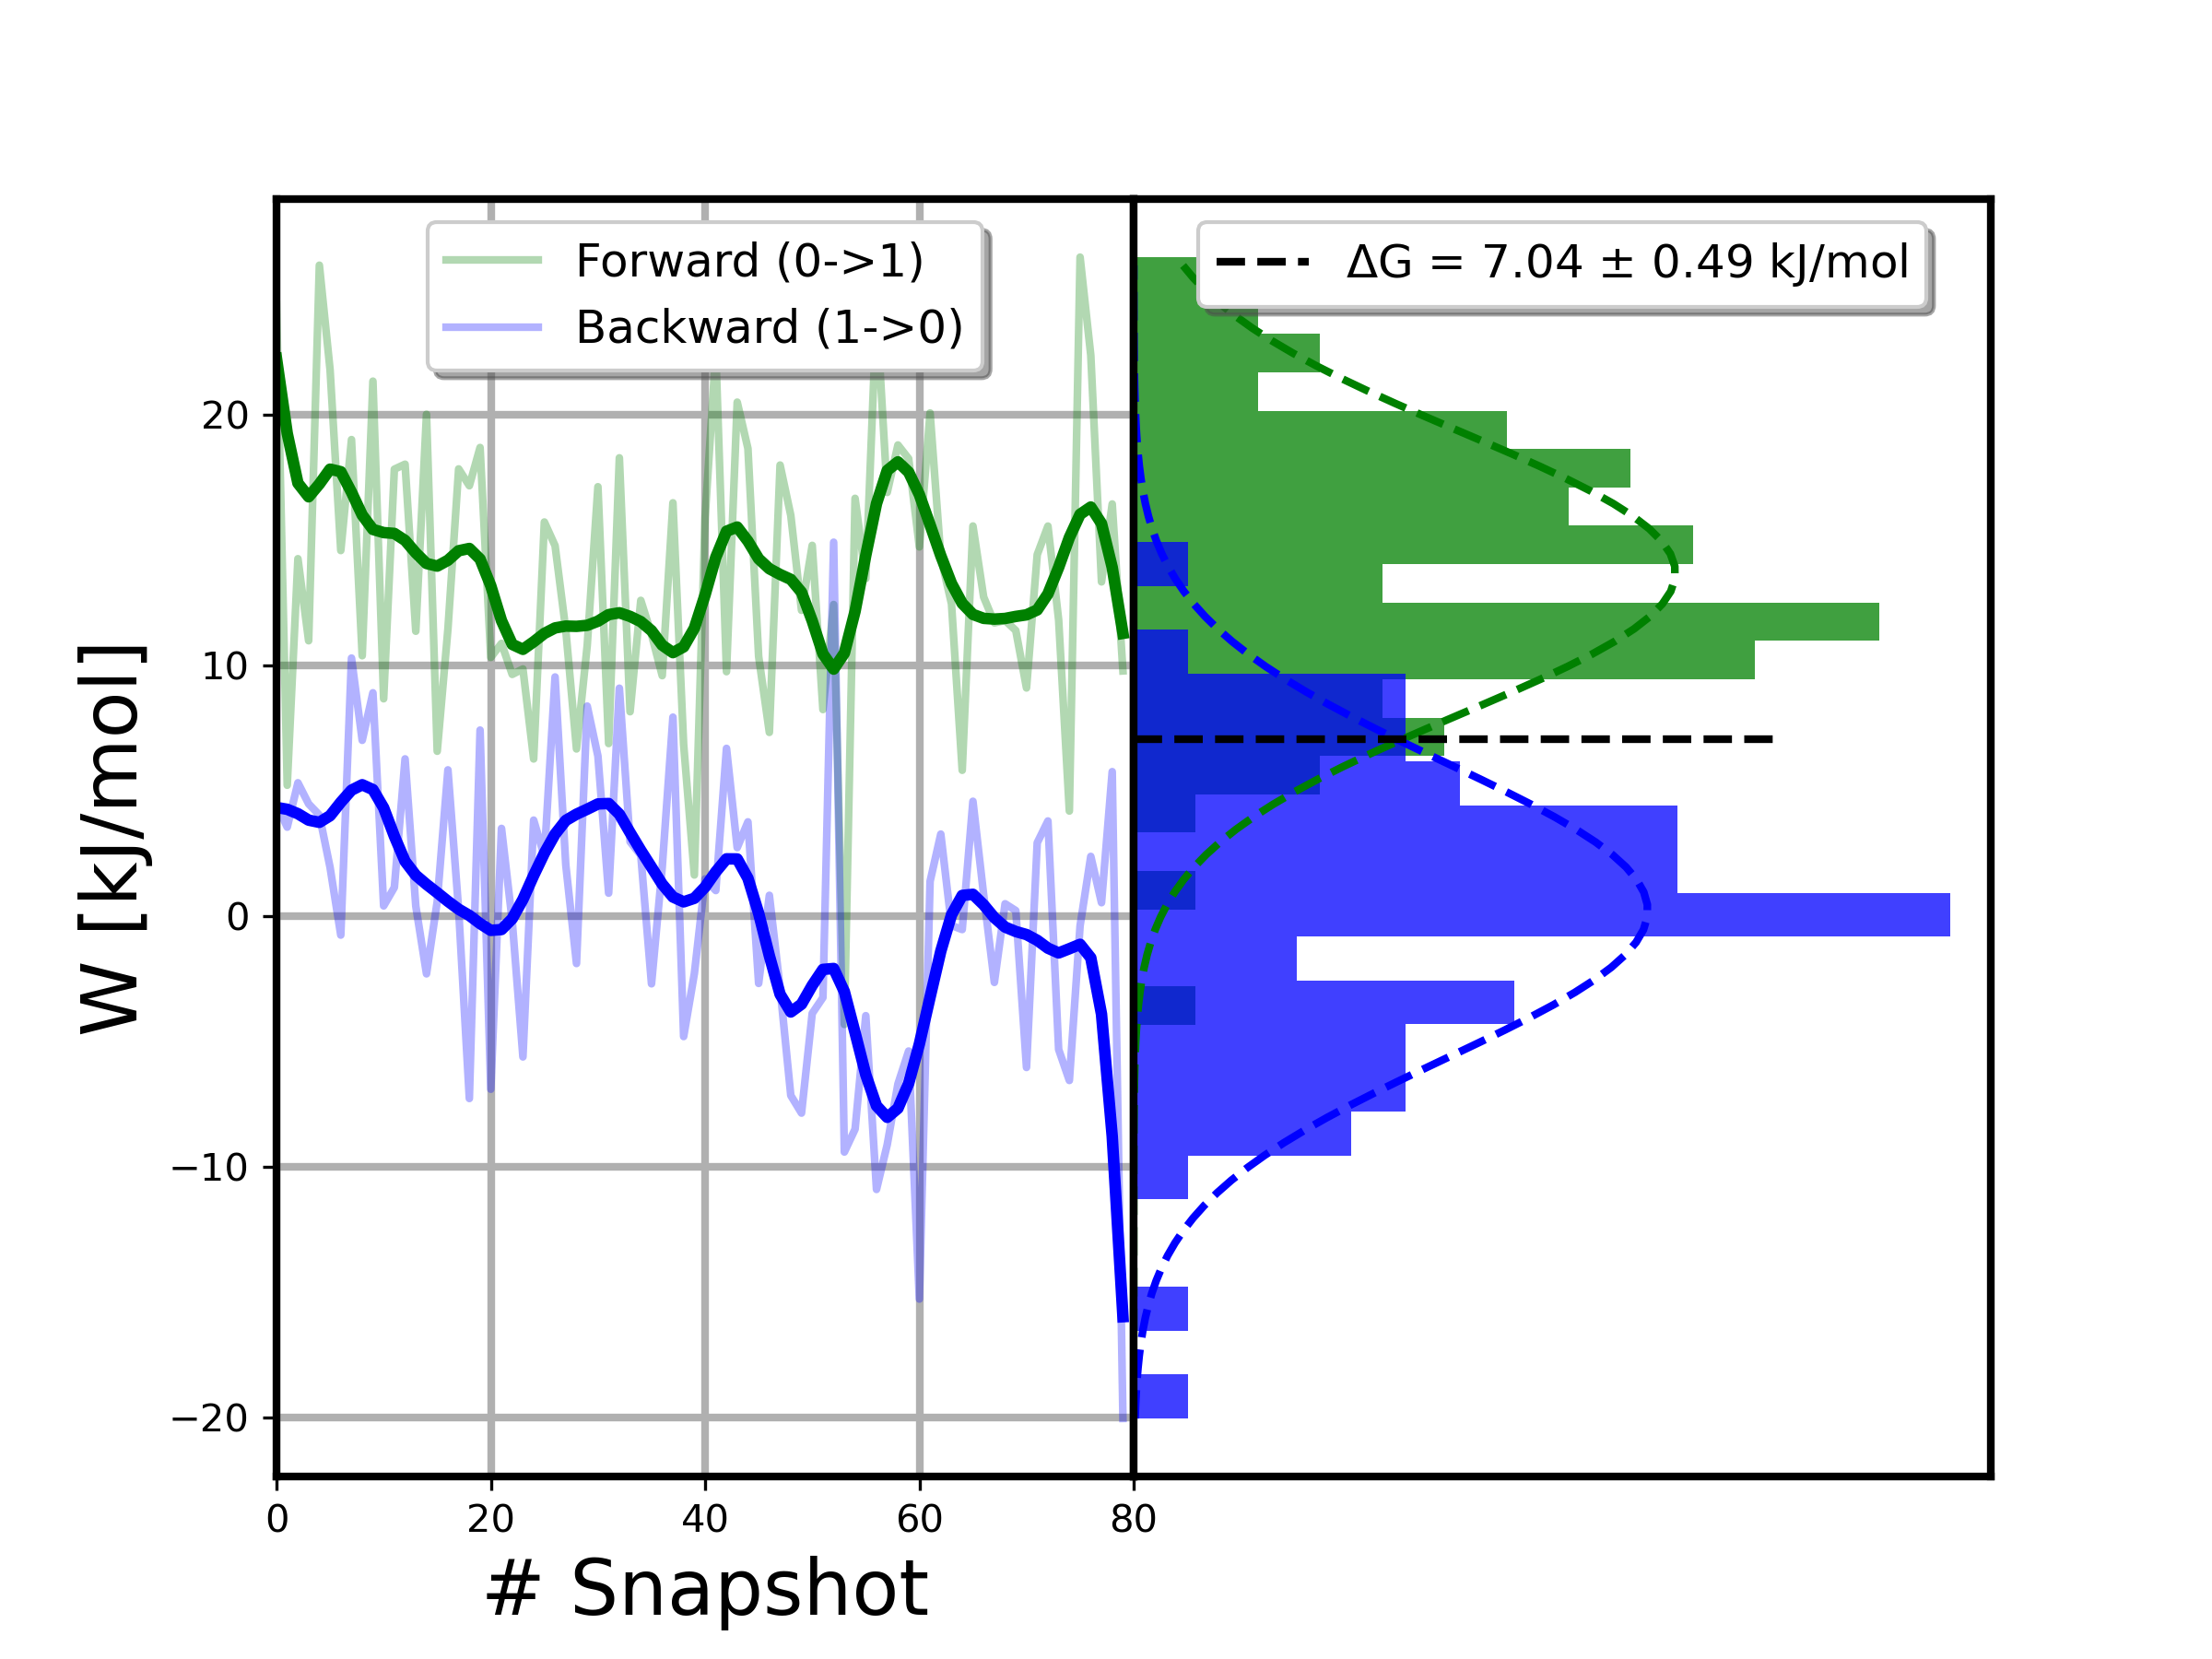 Forward (0->1)
Backward (1->0)
ΔG = 7.04 ± 0.49 kJ/mol
W [kJ/mol]
20
10
0
−10
−20
0 20 40 60 80
# Snapshot